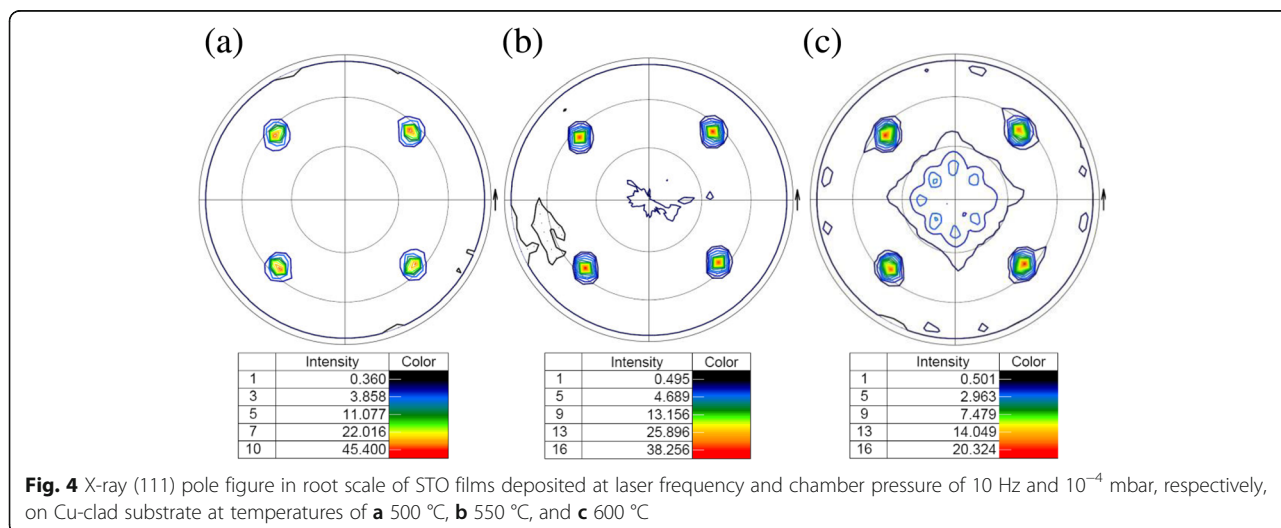 (a) (b) (c)
Intensity Color
1 0.360
3 3.858
5 11.077
7 22.016
10 45.400
Intensity Color
1 0.495
5 4.689
9 13.156
13 25.896
16 38.256
Intensity Color
1 0.501
5 2.963
9 7.479
13 14.049
16 20.324
Fig. 4 X-ray (111) pole figure in root scale of STO films deposited at laser frequency and chamber pressure of 10 Hz and 10⁻⁴ mbar, respectively,
on Cu-clad substrate at temperatures of a 500 °C, b 550 °C, and c 600 °C